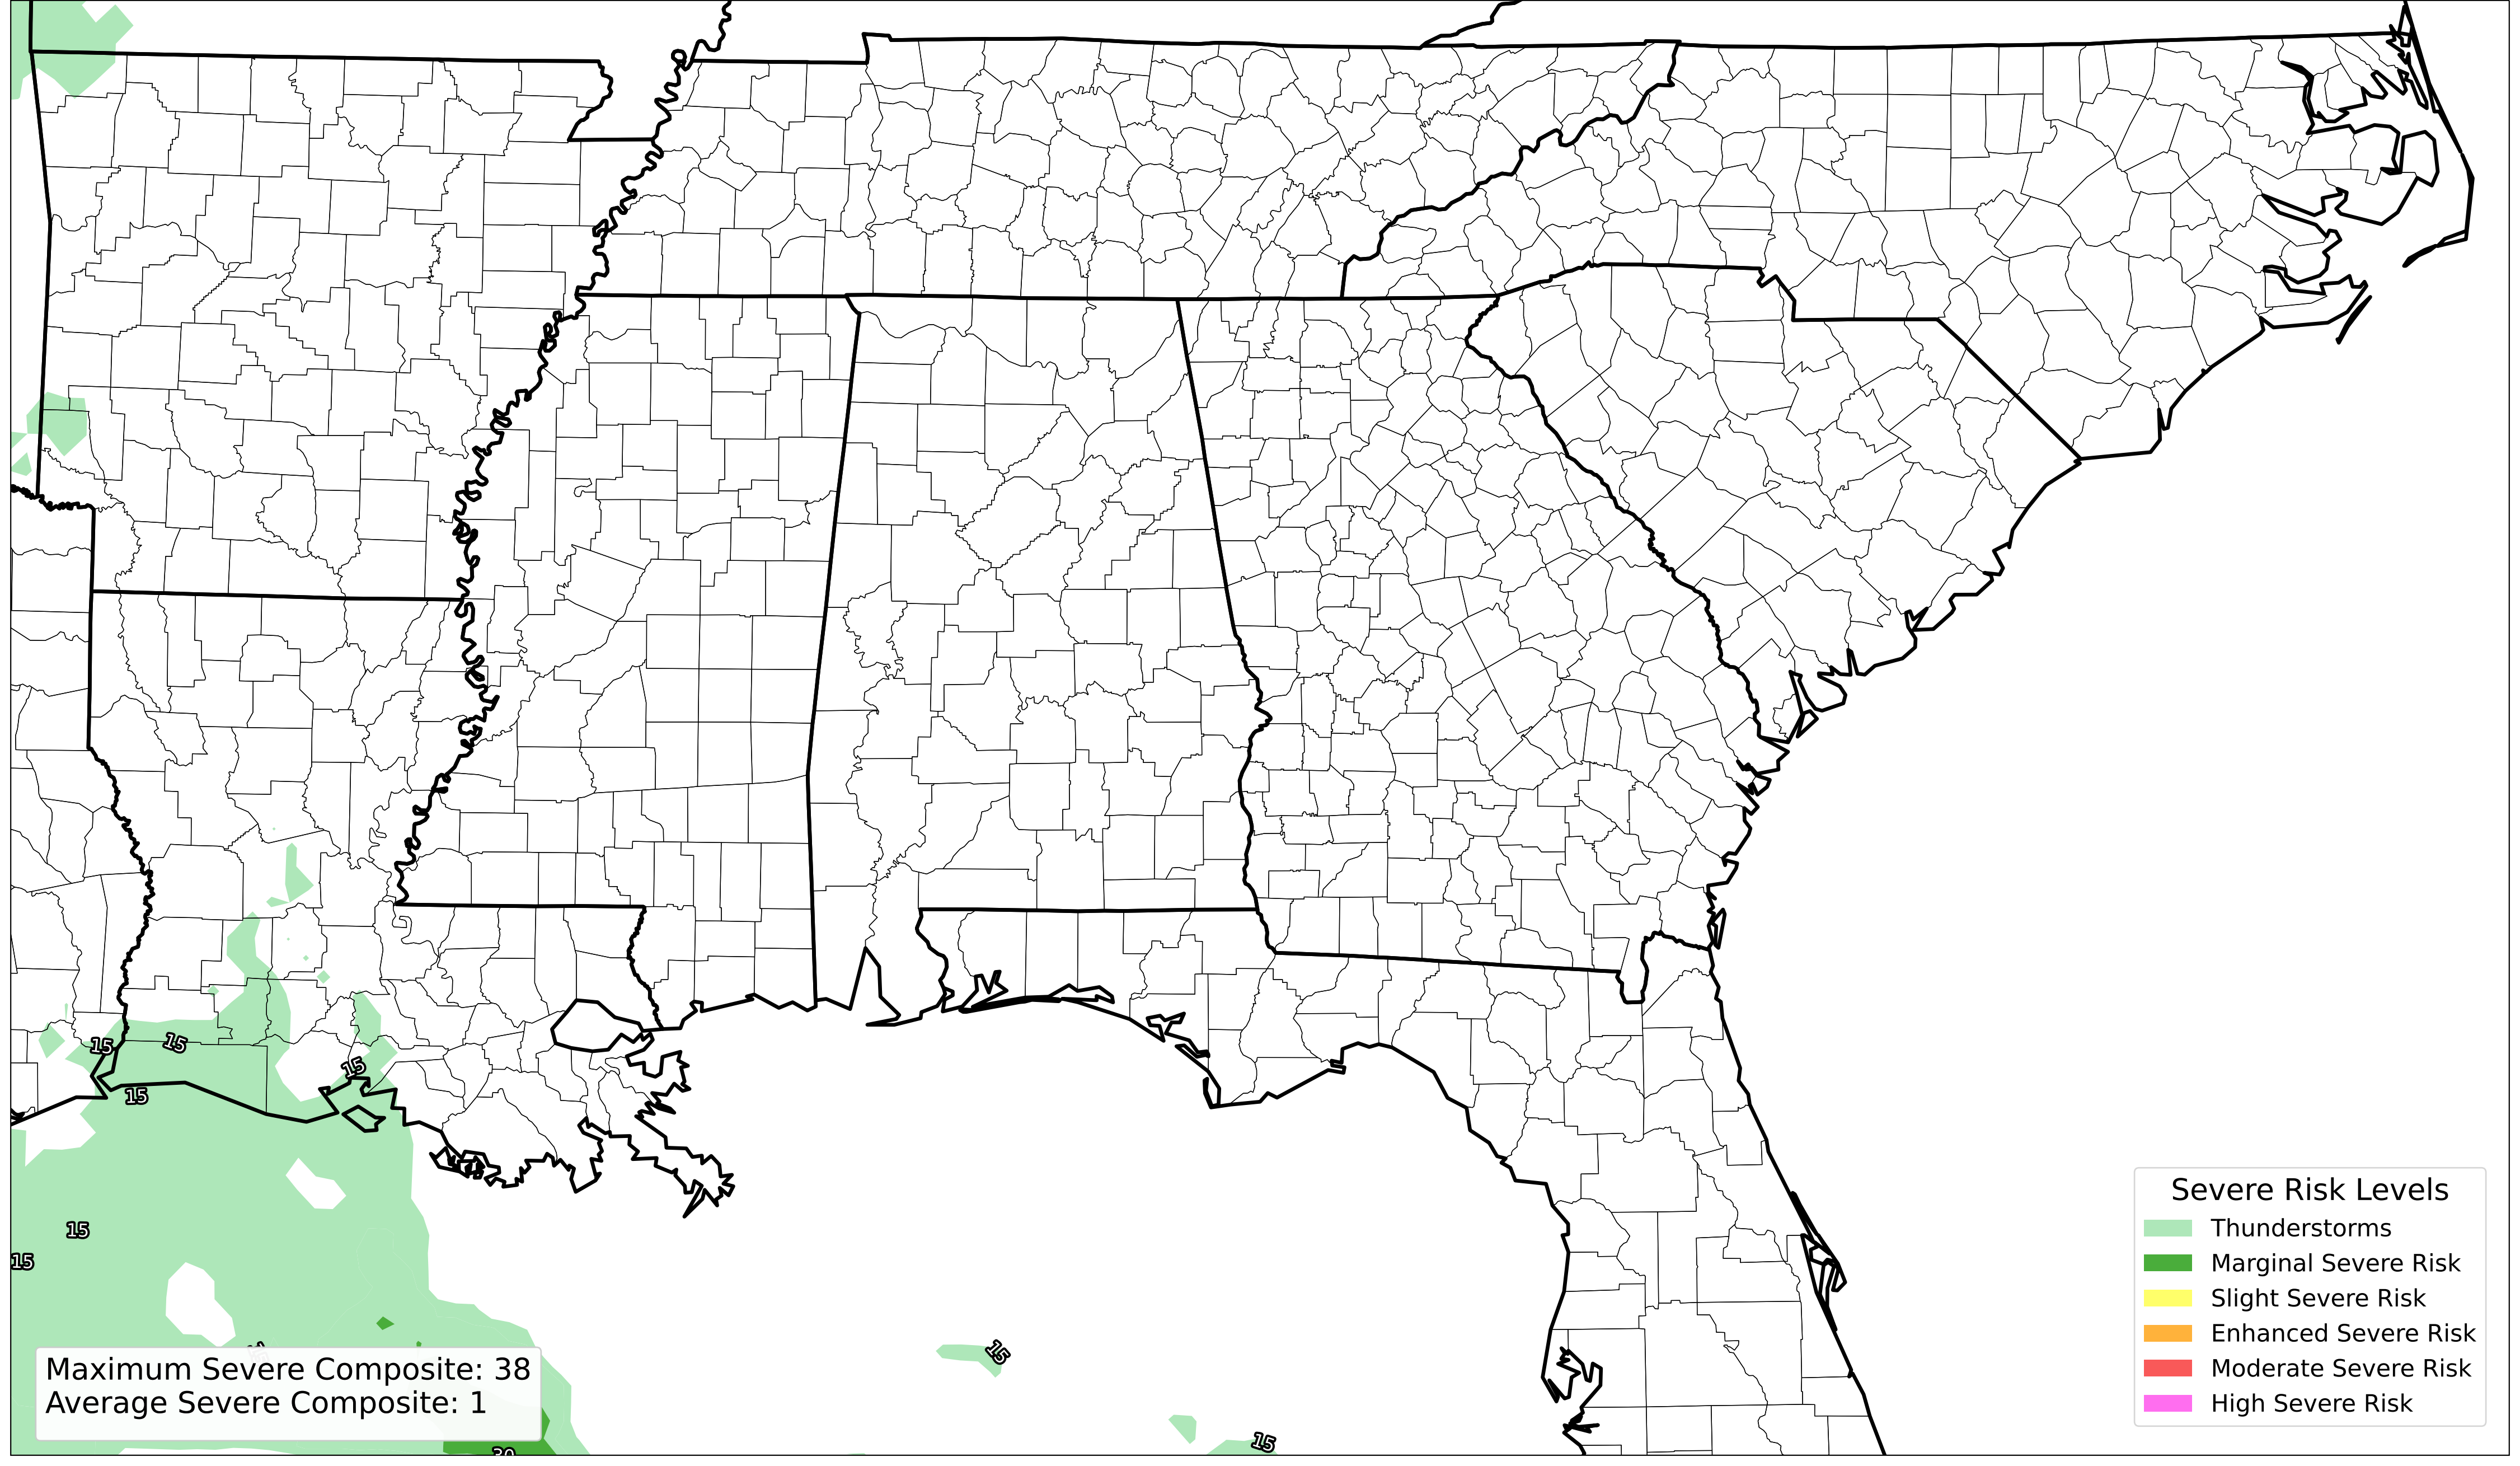 15
15
15
15
15
15
15
15
30
Severe Risk Levels
Thunderstorms
Marginal Severe Risk
Slight Severe Risk
Enhanced Severe Risk
Moderate Severe Risk
High Severe Risk
Maximum Severe Composite: 38
Average Severe Composite: 1